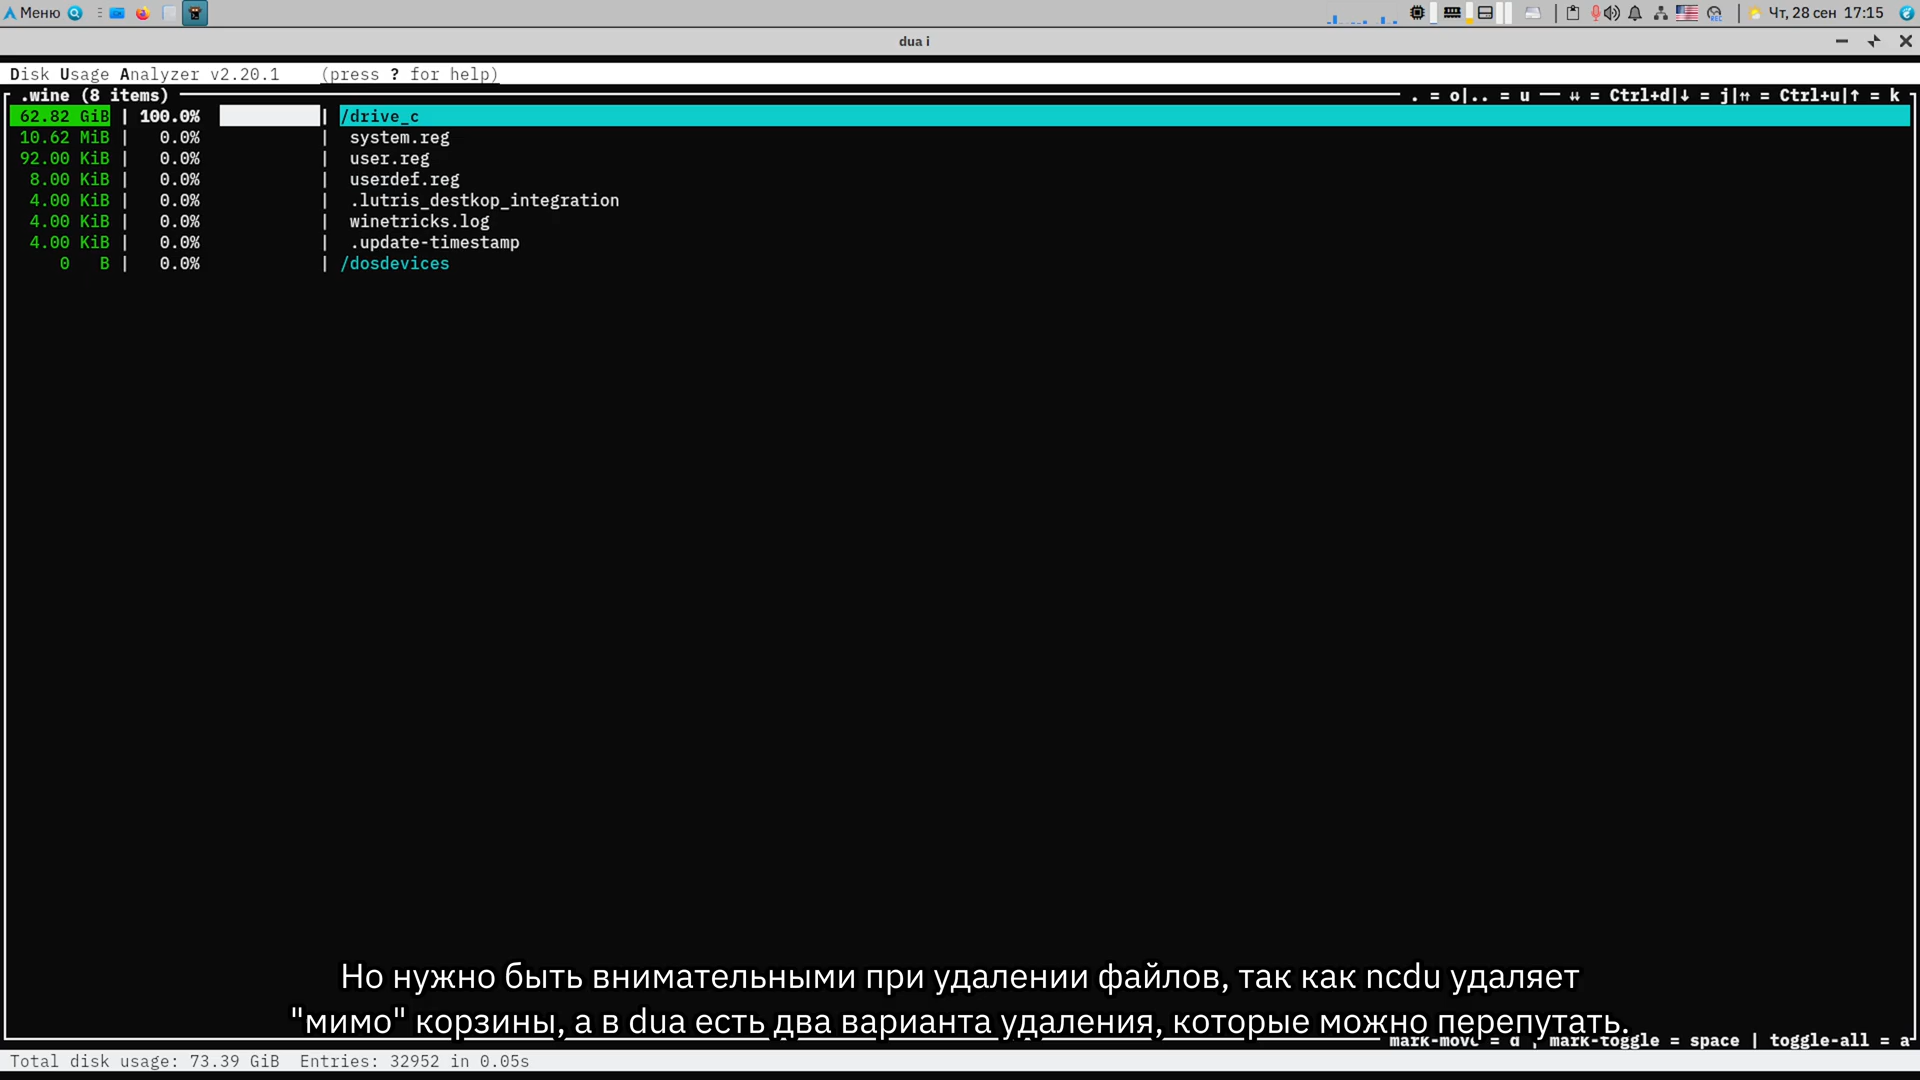 Меню
Чт, 28 сен 17:15
dua i
Disk Usage Analyzer v2.20.1 (press ? for help)
.wine (8 items) . = o|.. = u ── ⇊ = Ctrl+d|↓ = j|⇈ = Ctrl+u|↑ = k
62.82 GiB | 100.0% | /drive_c
10.62 MiB | 0.0% | system.reg
92.00 KiB | 0.0% | user.reg
8.00 KiB | 0.0% | userdef.reg
4.00 KiB | 0.0% | .lutris_destkop_integration
4.00 KiB | 0.0% | winetricks.log
4.00 KiB | 0.0% | .update-timestamp
0 B | 0.0% | /dosdevices
Но нужно быть внимательными при удалении файлов, так как ncdu удаляет
"мимо" корзины, а в dua есть два варианта удаления, которые можно перепутать.
mark-move = d | mark-toggle = space | toggle-all = a
Total disk usage: 73.39 GiB Entries: 32952 in 0.05s